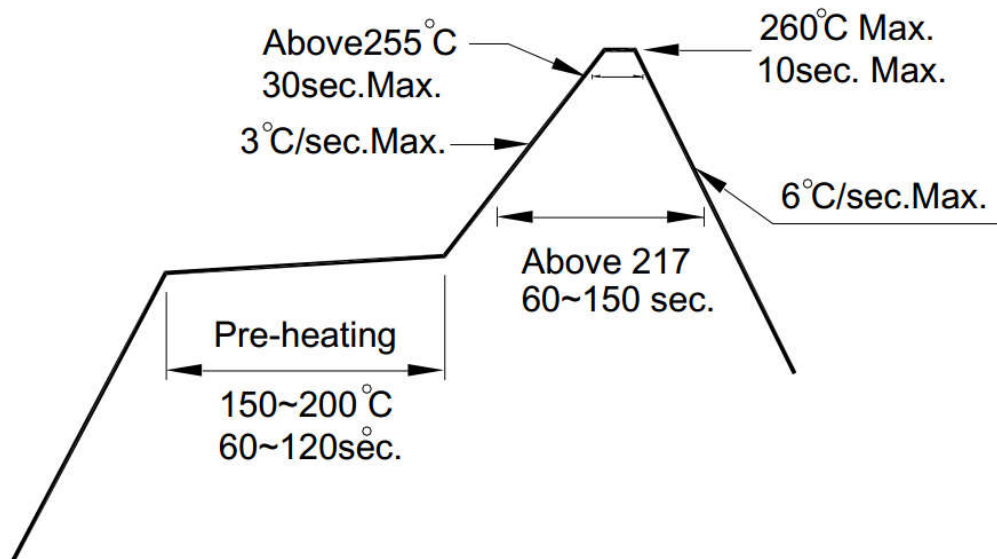 Above255°C
30sec.Max.
260°C Max.
10sec. Max.
3°C/sec.Max.
6°C/sec.Max.
Above 217
60~150 sec.
Pre-heating
150~200°C
60~120sec.